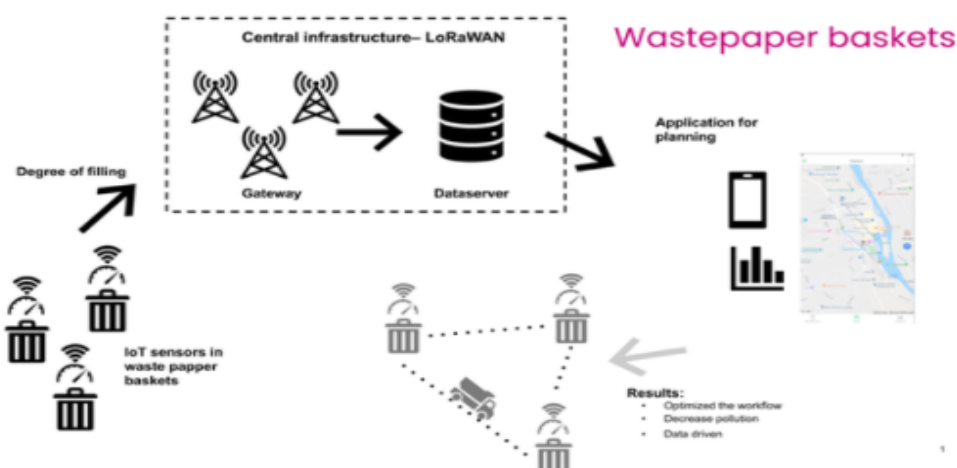 Wastepaper baskets
Central infrastructure– LoRaWAN
Gateway
Dataserver
Degree of filling
IoT sensors in
waste papper
baskets
Application for
planning
Results:
• Optimized the workflow
• Decrease pollution
• Data driven
1